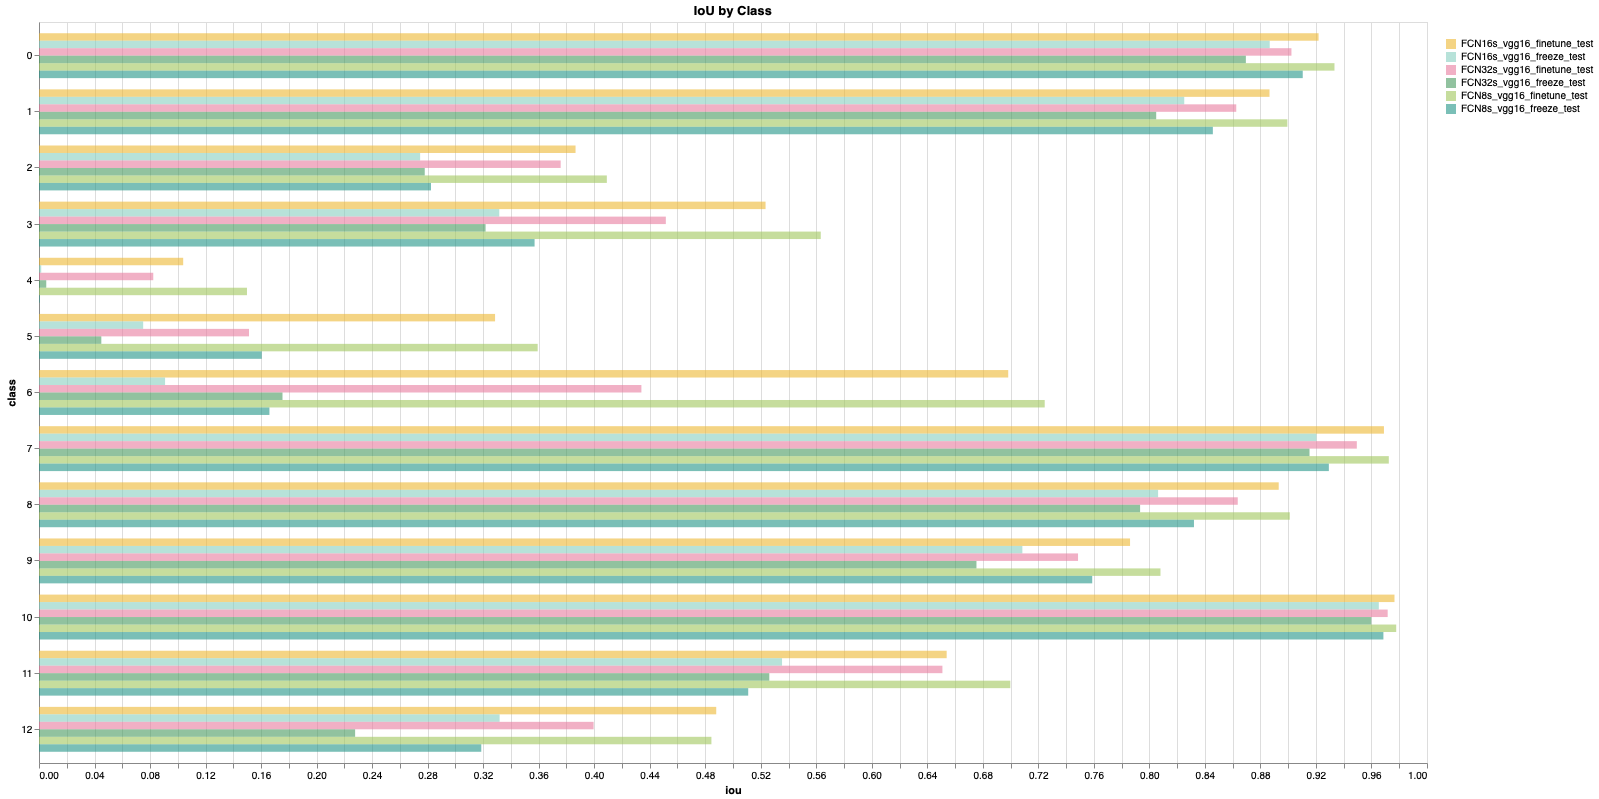 IoU by Class
FCN16s_vgg16_finetune_test
FCN16s_vgg16_freeze_test
FCN32s_vgg16_finetune_test
FCN32s_vgg16_freeze_test
FCN8s_vgg16_finetune_test
FCN8s_vgg16_freeze_test
class
0
1
2
3
4
5
6
7
8
9
10
11
12
0.00 0.04 0.08 0.12 0.16 0.20 0.24 0.28 0.32 0.36 0.40 0.44 0.48 0.52 0.56 0.60 0.64 0.68 0.72 0.76 0.80 0.84 0.88 0.92 0.96 1.00
iou